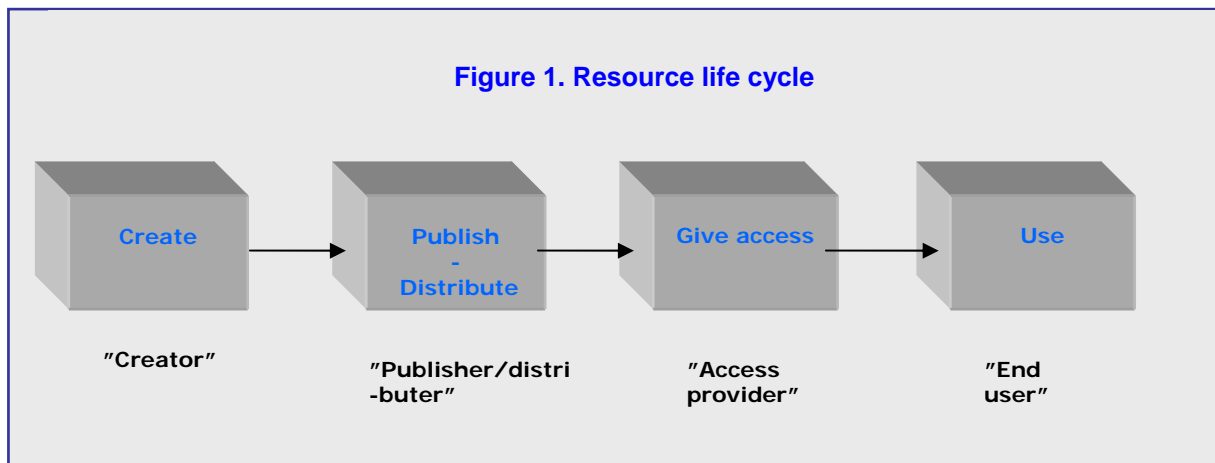 Figure 1. Resource life cycle
Create
Publish
-
Distribute
Give access
Use
"Creator"
"Publisher/distri
-buter"
"Access
provider"
"End
user"